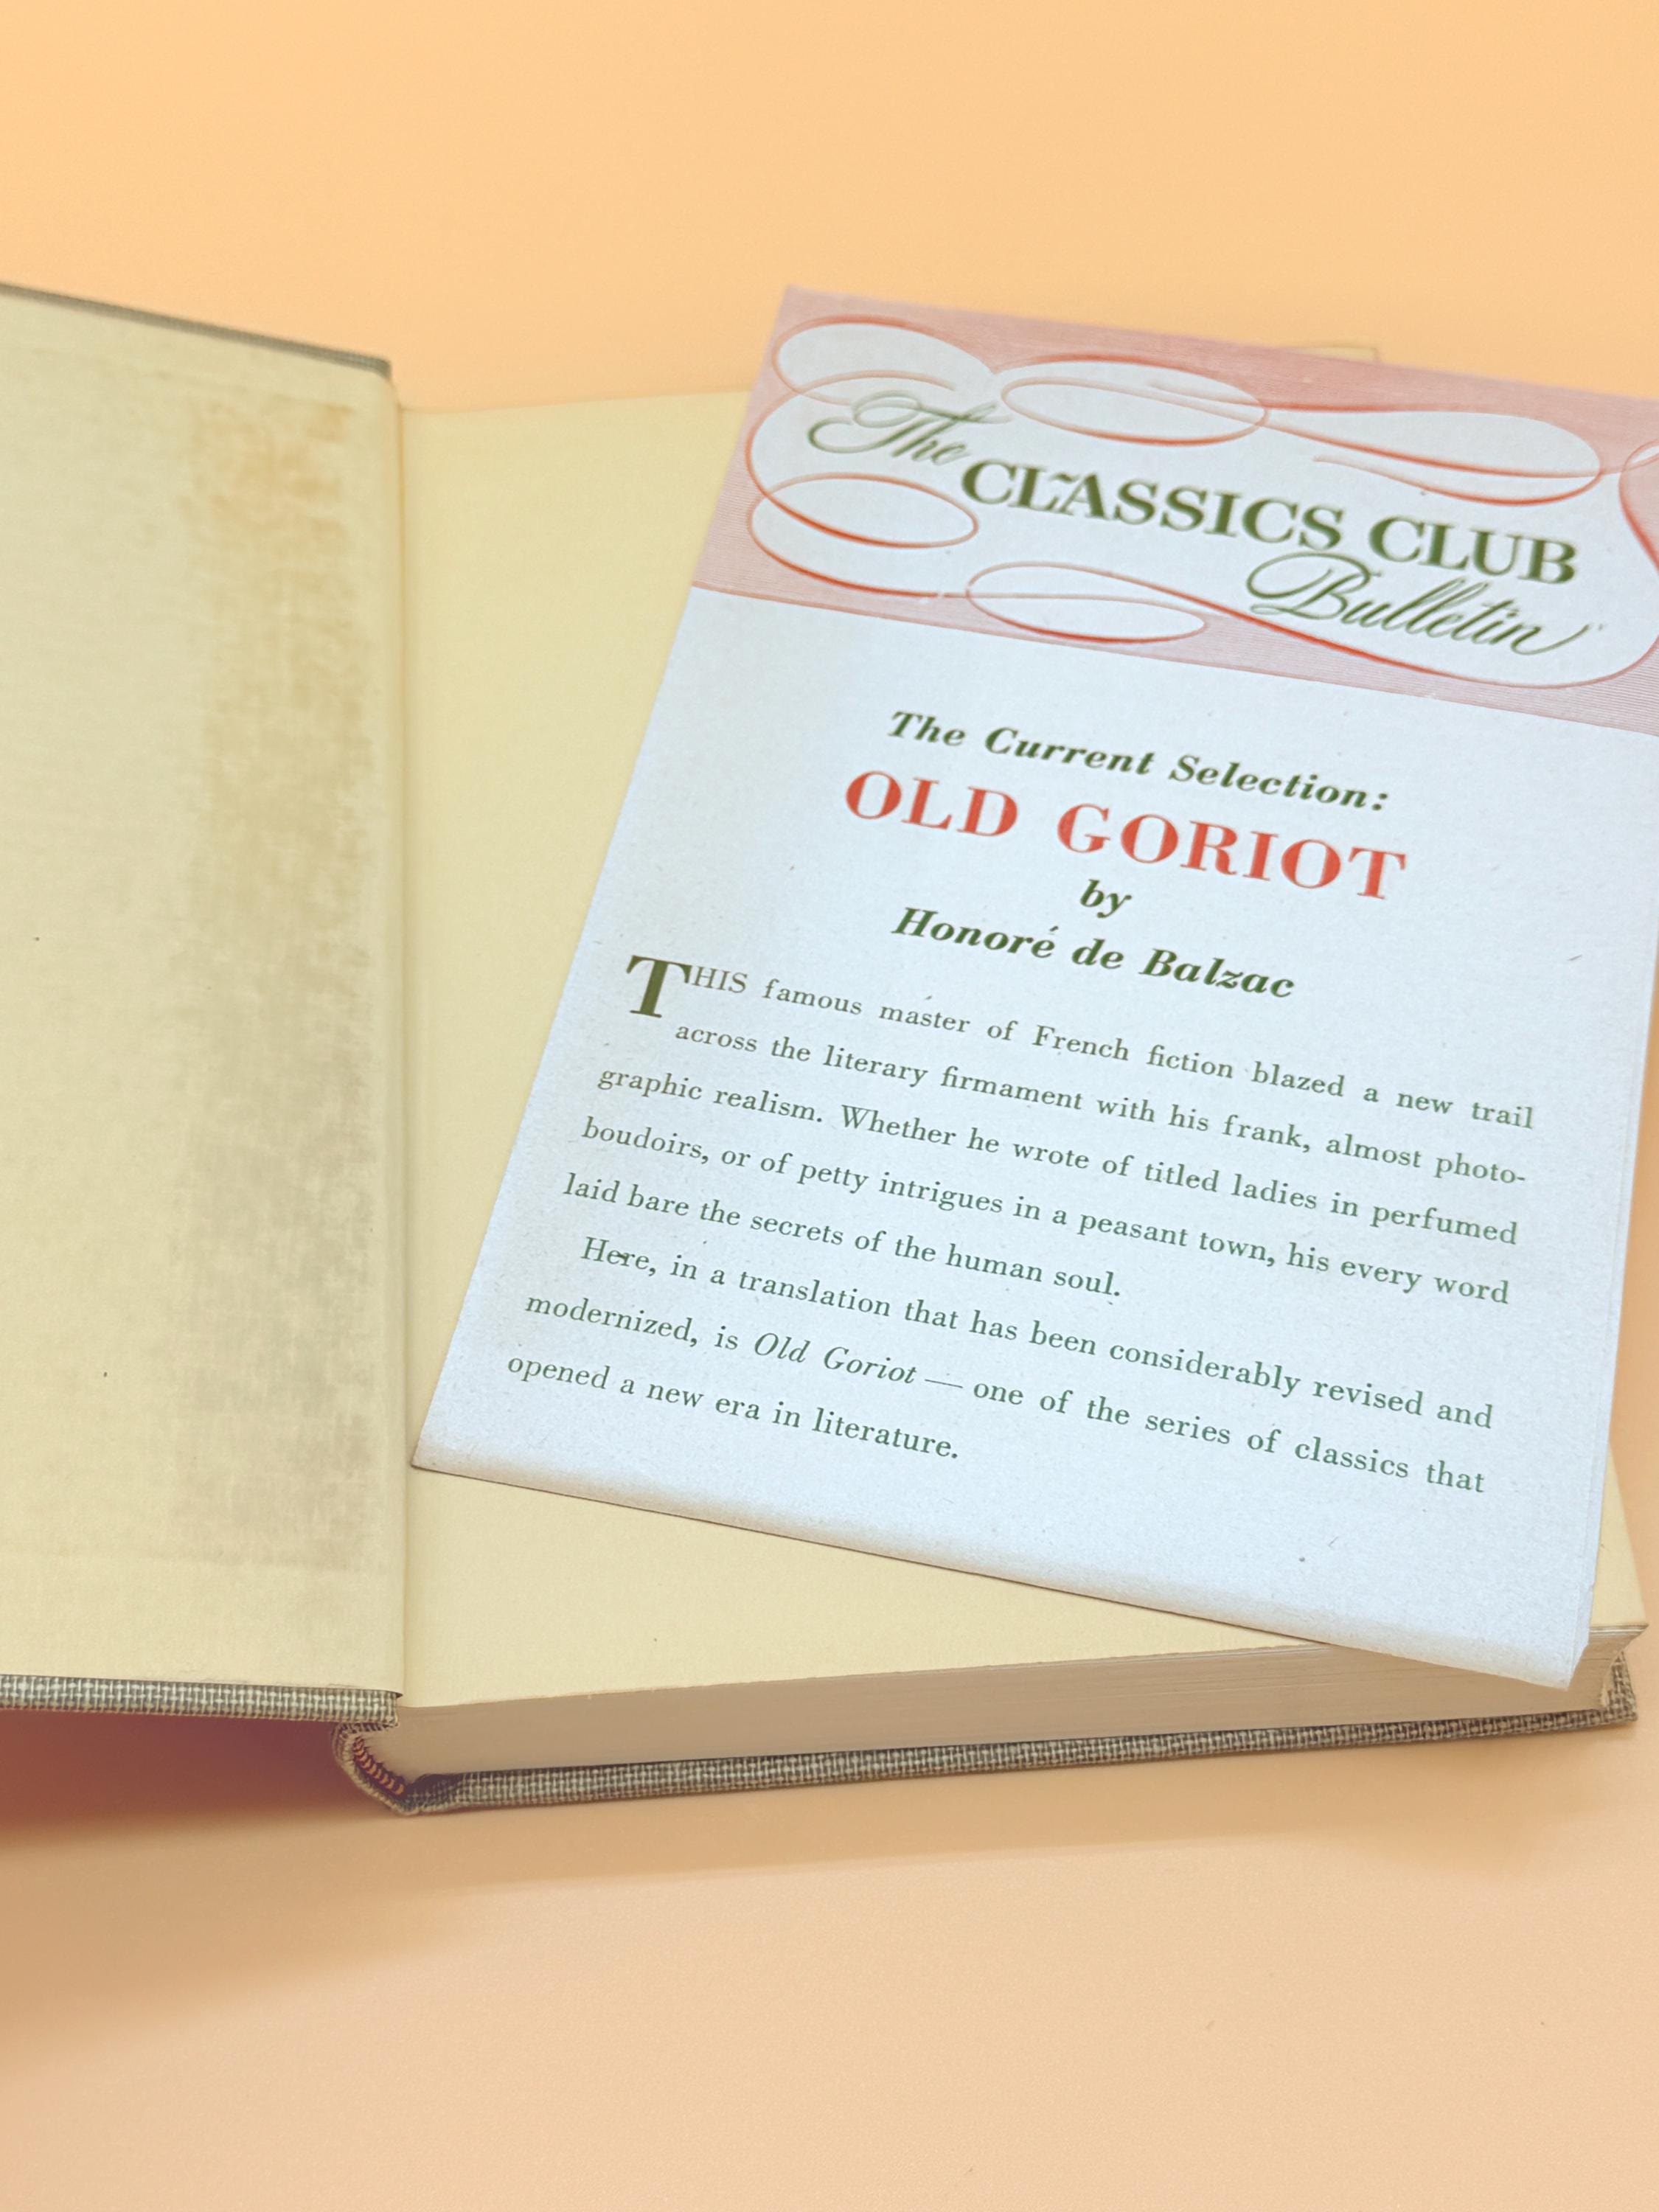 The
CLASSICS CLUB
Bulletin
The Current Selection:
OLD GORIOT
by
Honoré de Balzac
THIS famous master of French fiction blazed a new trail
across the literary firmament with his frank, almost photo-
graphic realism. Whether he wrote of titled ladies in perfumed
boudoirs, or of petty intrigues in a peasant town, his every word
laid bare the secrets of the human soul.
Here, in a translation that has been considerably revised and
modernized, is Old Goriot — one of the series of classics that
opened a new era in literature.